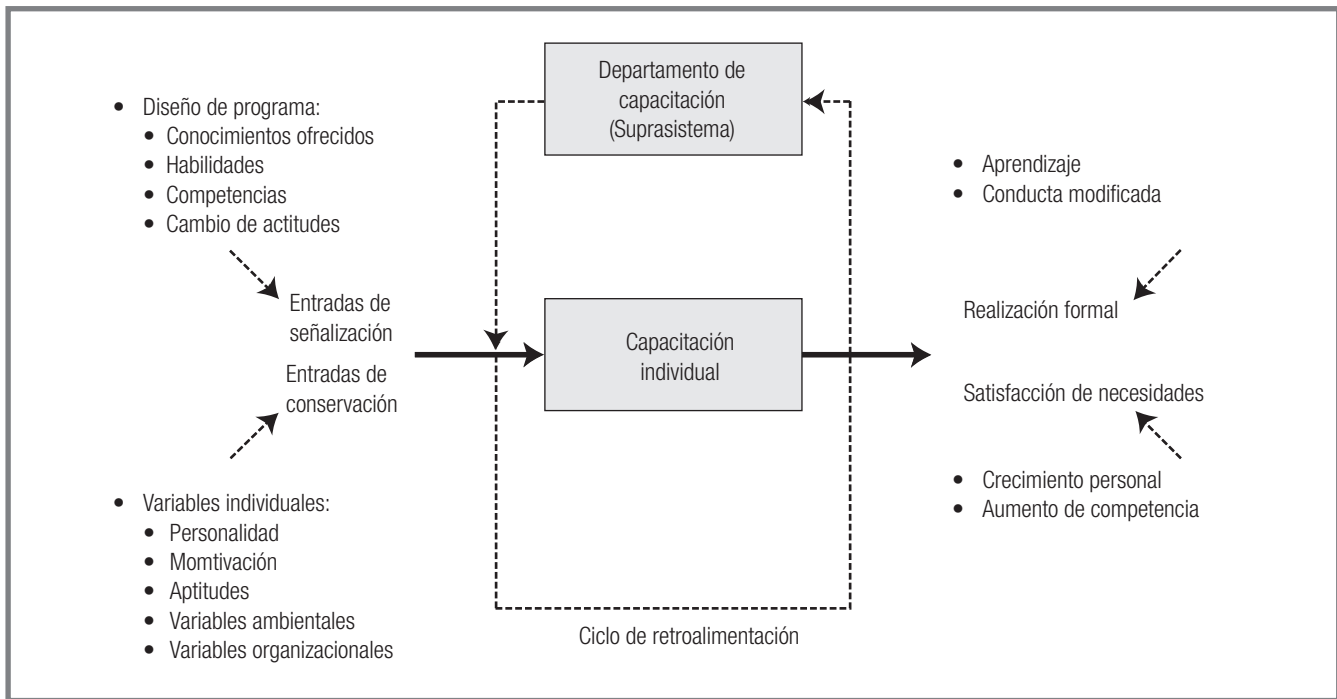 • Diseño de programa:
• Conocimientos ofrecidos
• Habilidades
• Competencias
• Cambio de actitudes
Entradas de
señalización
Entradas de
conservación
• Variables individuales:
• Personalidad
• Momtivación
• Aptitudes
• Variables ambientales
• Variables organizacionales
Departamento de
capacitación
(Suprasistema)
Capacitación
individual
Ciclo de retroalimentación
• Aprendizaje
• Conducta modificada
Realización formal
Satisfacción de necesidades
• Crecimiento personal
• Aumento de competencia